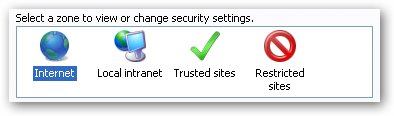 Select a zone to view or change security settings.
Internet
Local intranet
Trusted sites
Restricted
sites